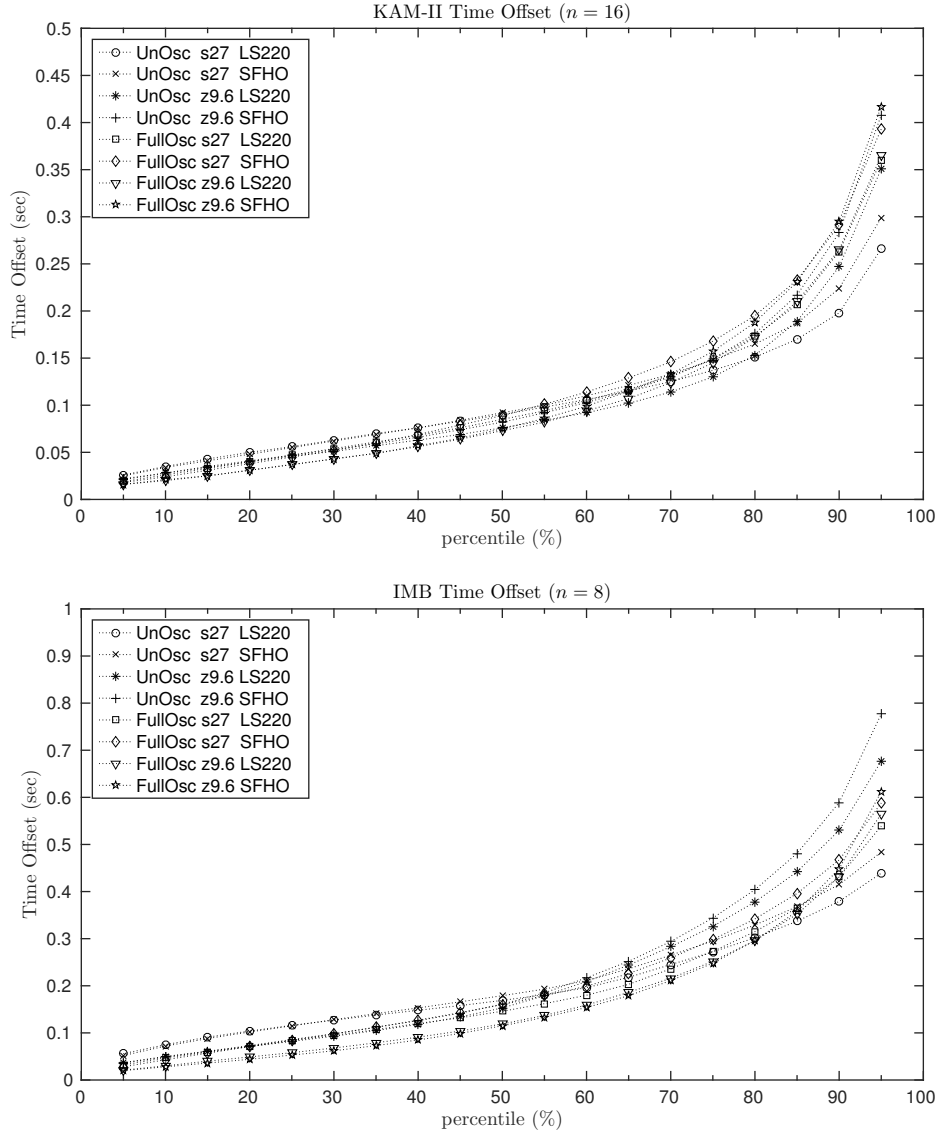 KAM-II Time Offset (n = 16)
0.5
0.45
0.4
0.35
0.3
0.25
0.2
0.15
0.1
0.05
0
Time Offset (sec)
UnOsc s27 LS220
UnOsc s27 SFHO
UnOsc z9.6 LS220
UnOsc z9.6 SFHO
FullOsc s27 LS220
FullOsc s27 SFHO
FullOsc z9.6 LS220
FullOsc z9.6 SFHO
0 10 20 30 40 50 60 70 80 90 100
percentile (%)
IMB Time Offset (n = 8)
1
0.9
0.8
0.7
0.6
0.5
0.4
0.3
0.2
0.1
0
Time Offset (sec)
UnOsc s27 LS220
UnOsc s27 SFHO
UnOsc z9.6 LS220
UnOsc z9.6 SFHO
FullOsc s27 LS220
FullOsc s27 SFHO
FullOsc z9.6 LS220
FullOsc z9.6 SFHO
0 10 20 30 40 50 60 70 80 90 100
percentile (%)